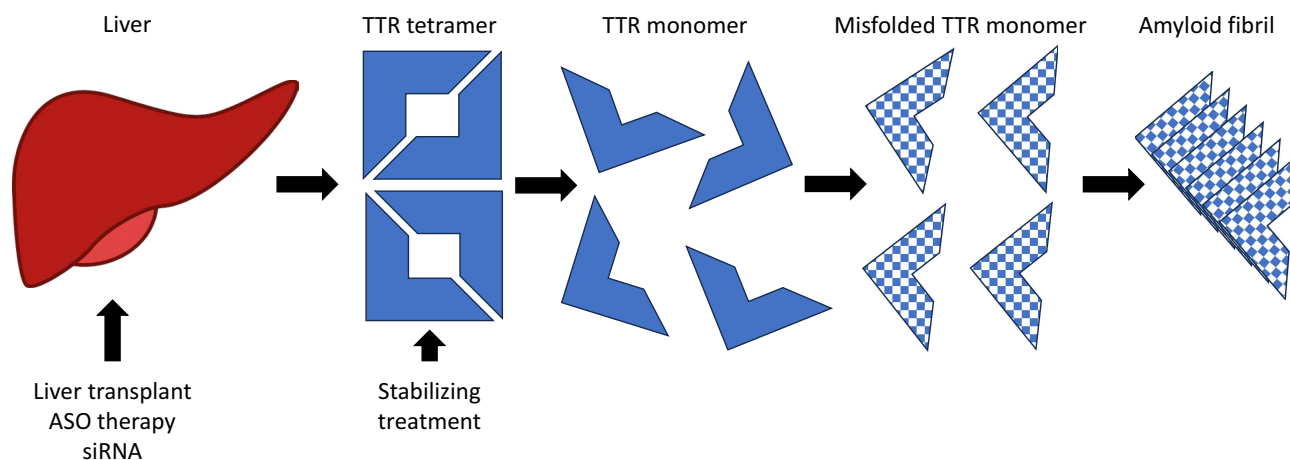 Liver
TTR tetramer
TTR monomer
Misfolded TTR monomer
Amyloid fibril
Liver transplant
ASO therapy
siRNA
Stabilizing
treatment